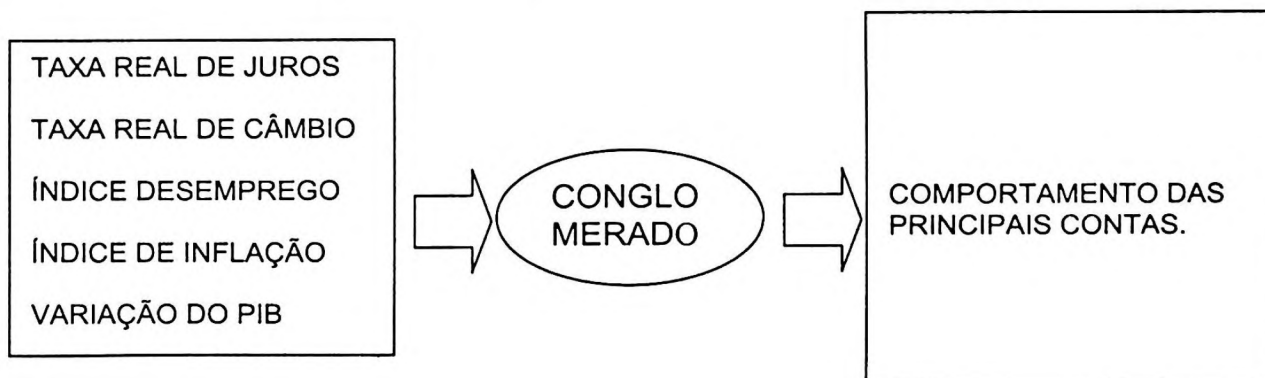 TAXA REAL DE JUROS
TAXA REAL DE CÂMBIO
ÍNDICE DESEMPREGO
ÍNDICE DE INFLAÇÃO
VARIAÇÃO DO PIB
CONGLO
MERADO
COMPORTAMENTO DAS
PRINCIPAIS CONTAS.